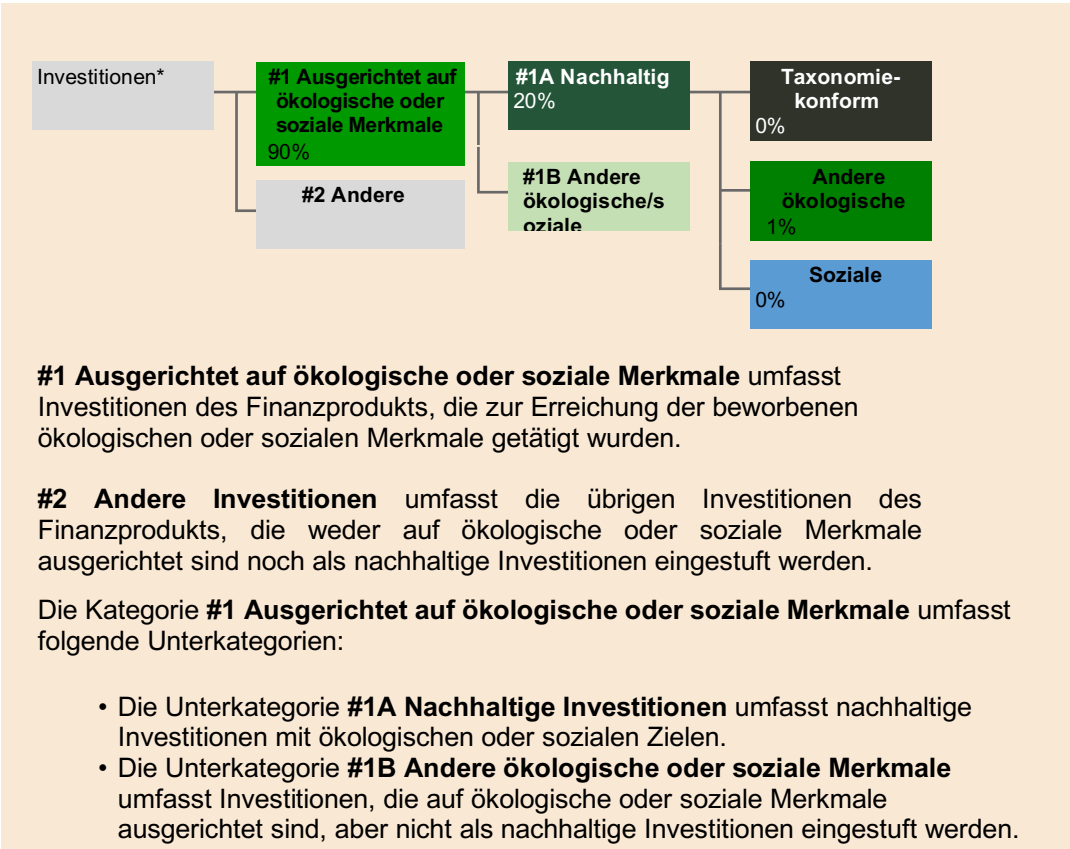 Investitionen*
#1 Ausgerichtet auf
ökologische oder
soziale Merkmale
90%
#2 Andere
#1A Nachhaltig
20%
#1B Andere
ökologische/s
oziale
Taxonomie-
konform
0%
Andere
ökologische
1%
Soziale
0%
#1 Ausgerichtet auf ökologische oder soziale Merkmale umfasst
Investitionen des Finanzprodukts, die zur Erreichung der beworbenen
ökologischen oder sozialen Merkmale getätigt wurden.
#2 Andere Investitionen umfasst die übrigen Investitionen des
Finanzprodukts, die weder auf ökologische oder soziale Merkmale
ausgerichtet sind noch als nachhaltige Investitionen eingestuft werden.
Die Kategorie #1 Ausgerichtet auf ökologische oder soziale Merkmale umfasst
folgende Unterkategorien:
• Die Unterkategorie #1A Nachhaltige Investitionen umfasst nachhaltige
Investitionen mit ökologischen oder sozialen Zielen.
• Die Unterkategorie #1B Andere ökologische oder soziale Merkmale
umfasst Investitionen, die auf ökologische oder soziale Merkmale
ausgerichtet sind, aber nicht als nachhaltige Investitionen eingestuft werden.